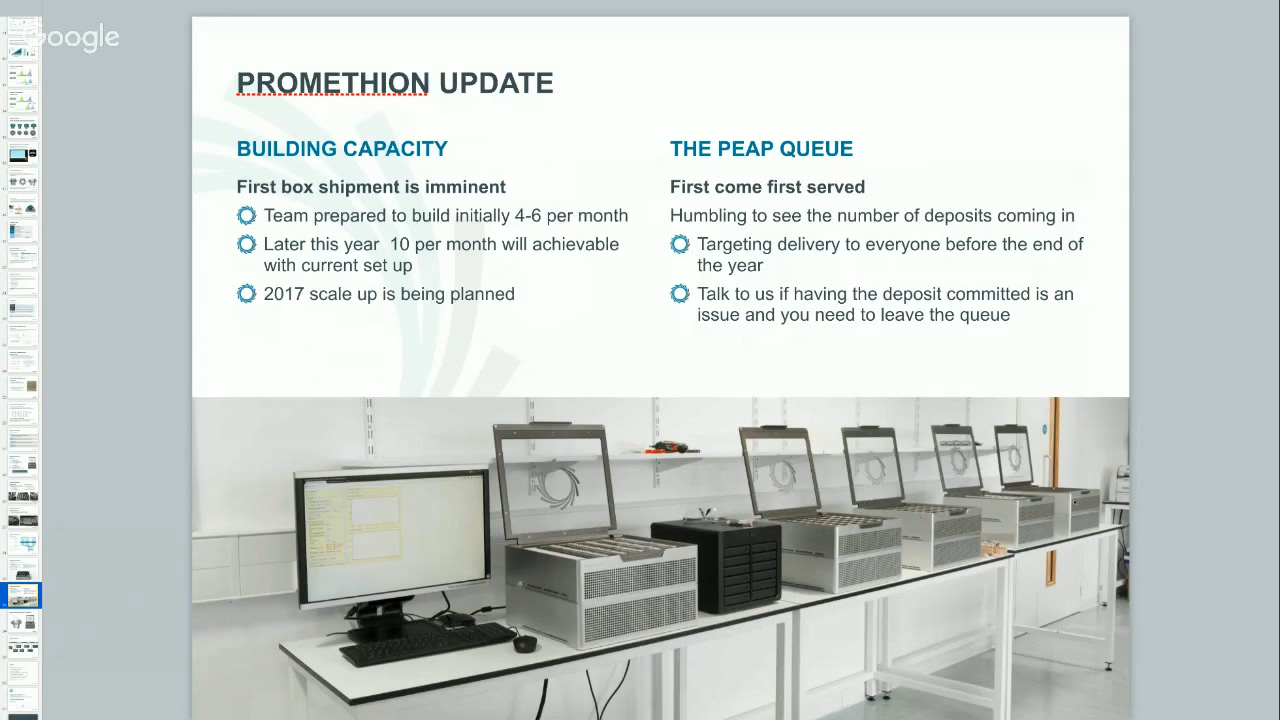 Google
PROMETHION UPDATE
BUILDING CAPACITY
First box shipment is imminent
Team prepared to build initially 4-6 per month
Later this year 10 per month will achievable
with current set up
2017 scale up is being planned
THE PEAP QUEUE
First come first served
Humbling to see the number of deposits coming in
Targeting delivery to everyone before the end of
the year
Talk to us if having the deposit committed is an
issue and you need to leave the queue